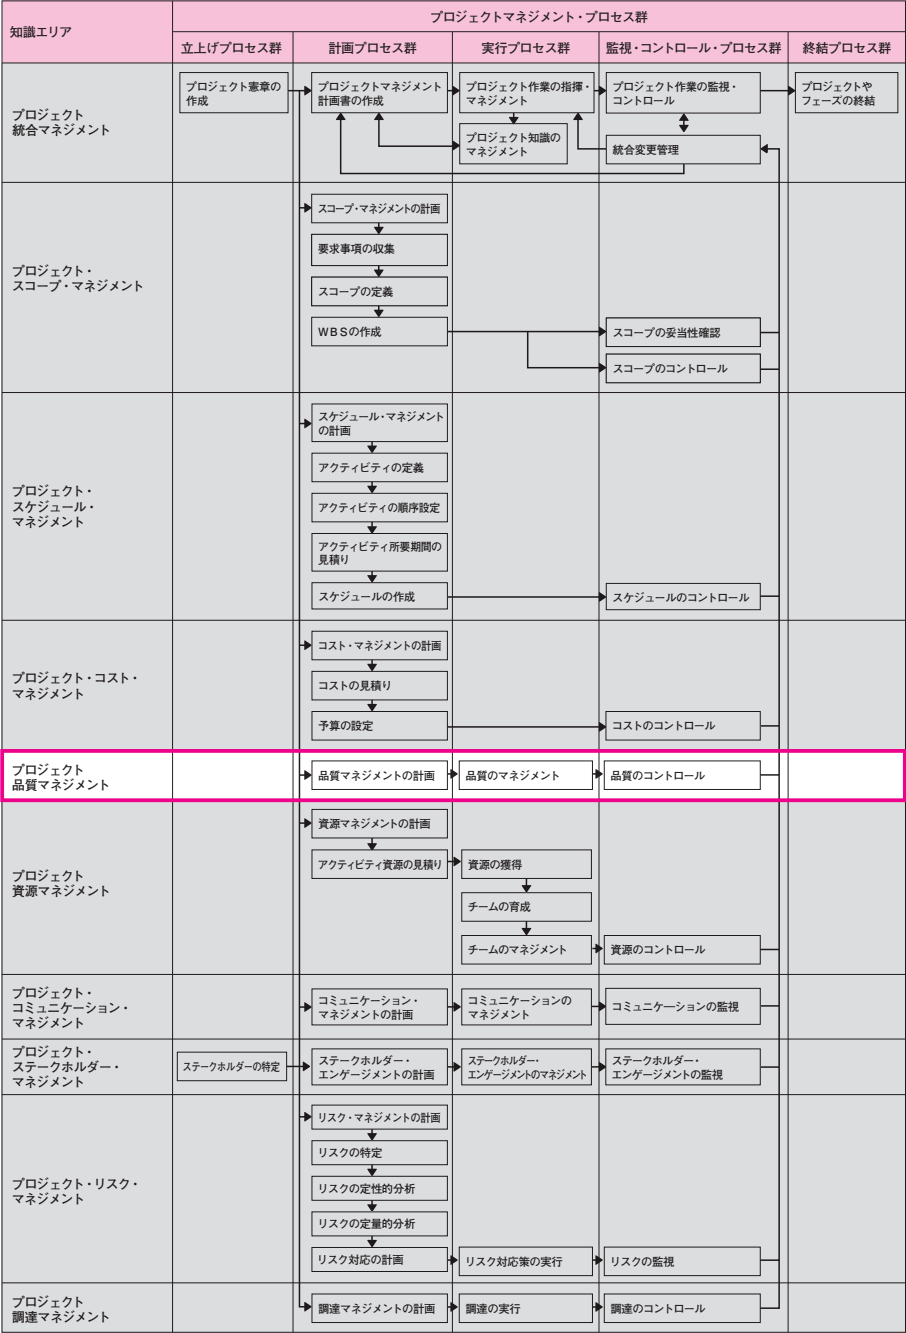 知識エリア
プロジェクトマネジメント・プロセス群
立上げプロセス群
計画プロセス群
実行プロセス群
監視・コントロール・プロセス群
終結プロセス群
プロジェクト
統合マネジメント
プロジェクト憲章の
作成
プロジェクトマネジメント
計画書の作成
プロジェクト作業の指揮・
マネジメント
プロジェクト知識の
マネジメント
プロジェクト作業の監視・
コントロール
統合変更管理
プロジェクトや
フェーズの終結
プロジェクト・
スコープ・マネジメント
スコープ・マネジメントの計画
要求事項の収集
スコープの定義
WBSの作成
スコープの妥当性確認
スコープのコントロール
プロジェクト・
スケジュール・
マネジメント
スケジュール・マネジメント
の計画
アクティビティの定義
アクティビティの順序設定
アクティビティ所要期間の
見積り
スケジュールの作成
スケジュールのコントロール
プロジェクト・コスト・
マネジメント
コスト・マネジメントの計画
コストの見積り
予算の設定
コストのコントロール
プロジェクト
品質マネジメント
品質マネジメントの計画
品質のマネジメント
品質のコントロール
プロジェクト
資源マネジメント
資源マネジメントの計画
アクティビティ資源の見積り
資源の獲得
チームの育成
チームのマネジメント
資源のコントロール
プロジェクト・
コミュニケーション・
マネジメント
コミュニケーション・
マネジメントの計画
コミュニケーションの
マネジメント
コミュニケーションの監視
プロジェクト・
ステークホルダー・
マネジメント
ステークホルダーの特定
ステークホルダー・
エンゲージメントの計画
ステークホルダー・
エンゲージメントのマネジメント
ステークホルダー・
エンゲージメントの監視
プロジェクト・リスク・
マネジメント
リスク・マネジメントの計画
リスクの特定
リスクの定性的分析
リスクの定量的分析
リスク対応の計画
リスク対応策の実行
リスクの監視
プロジェクト
調達マネジメント
調達マネジメントの計画
調達の実行
調達のコントロール